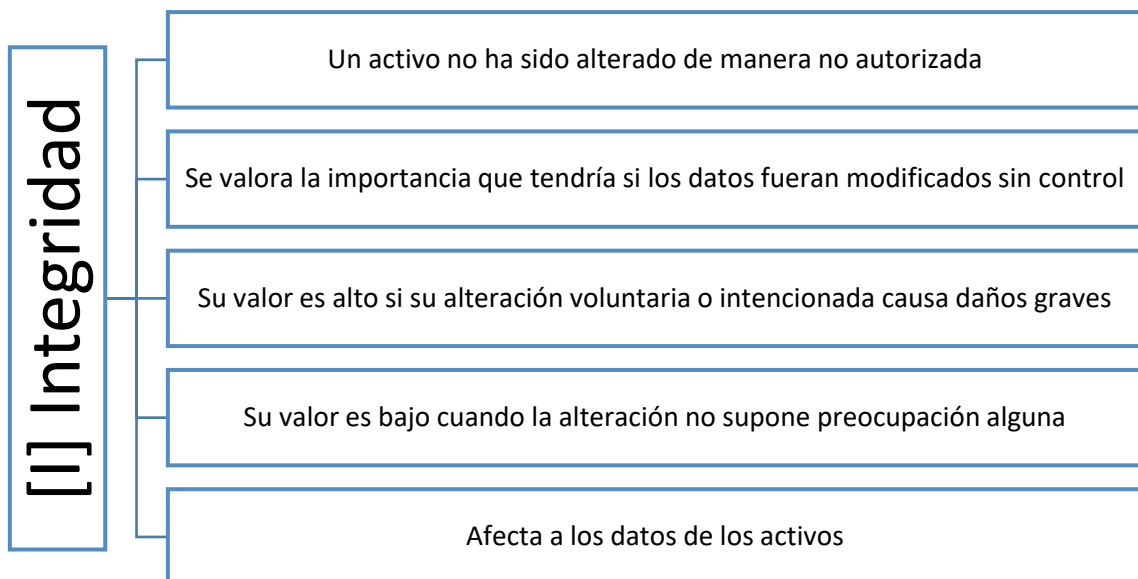 [I] Integridad
Un activo no ha sido alterado de manera no autorizada
Se valora la importancia que tendría si los datos fueran modificados sin control
Su valor es alto si su alteración voluntaria o intencionada causa daños graves
Su valor es bajo cuando la alteración no supone preocupación alguna
Afecta a los datos de los activos